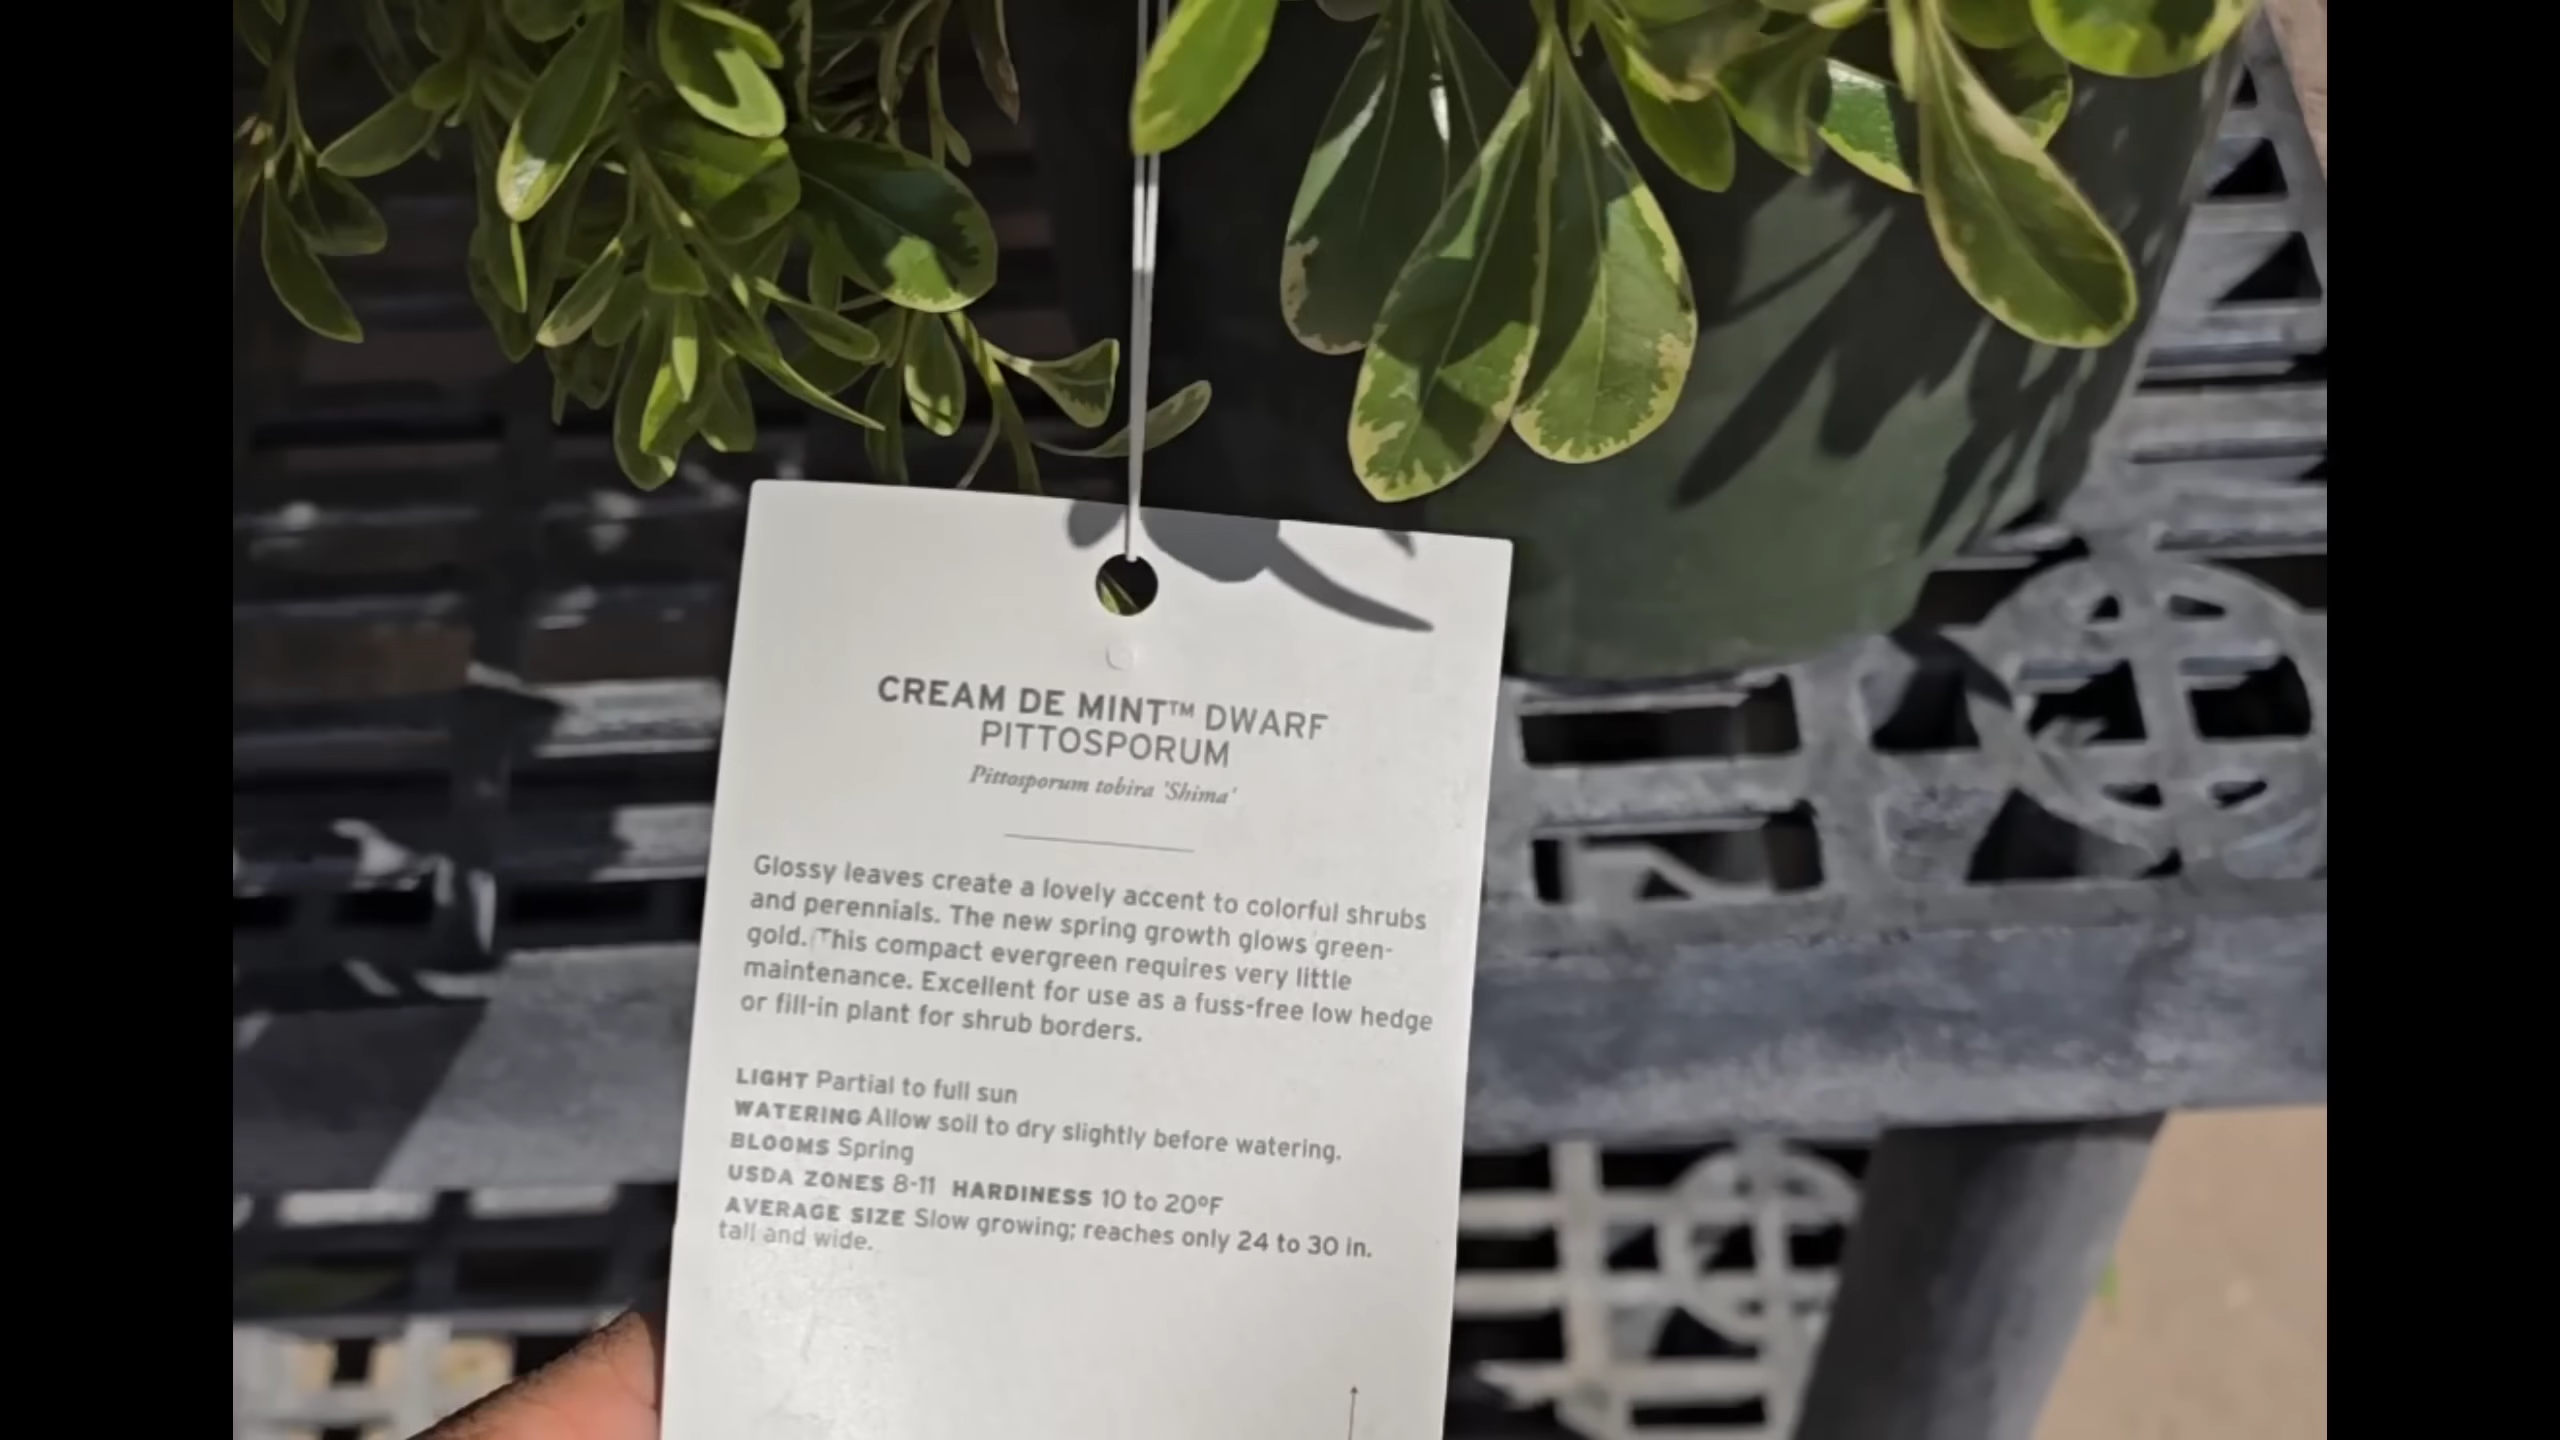 CREAM DE MINT™ DWARF
PITTOSPORUM
Pittosporum tobira 'Shima'
Glossy leaves create a lovely accent to colorful shrubs
and perennials. The new spring growth glows green-
gold. This compact evergreen requires very little
maintenance. Excellent for use as a fuss-free low hedge
or fill-in plant for shrub borders.
LIGHT Partial to full sun
WATERING Allow soil to dry slightly before watering.
BLOOMS Spring
USDA ZONES 8-11 HARDINESS 10 to 20°F
AVERAGE SIZE Slow growing; reaches only 24 to 30 in.
tall and wide.